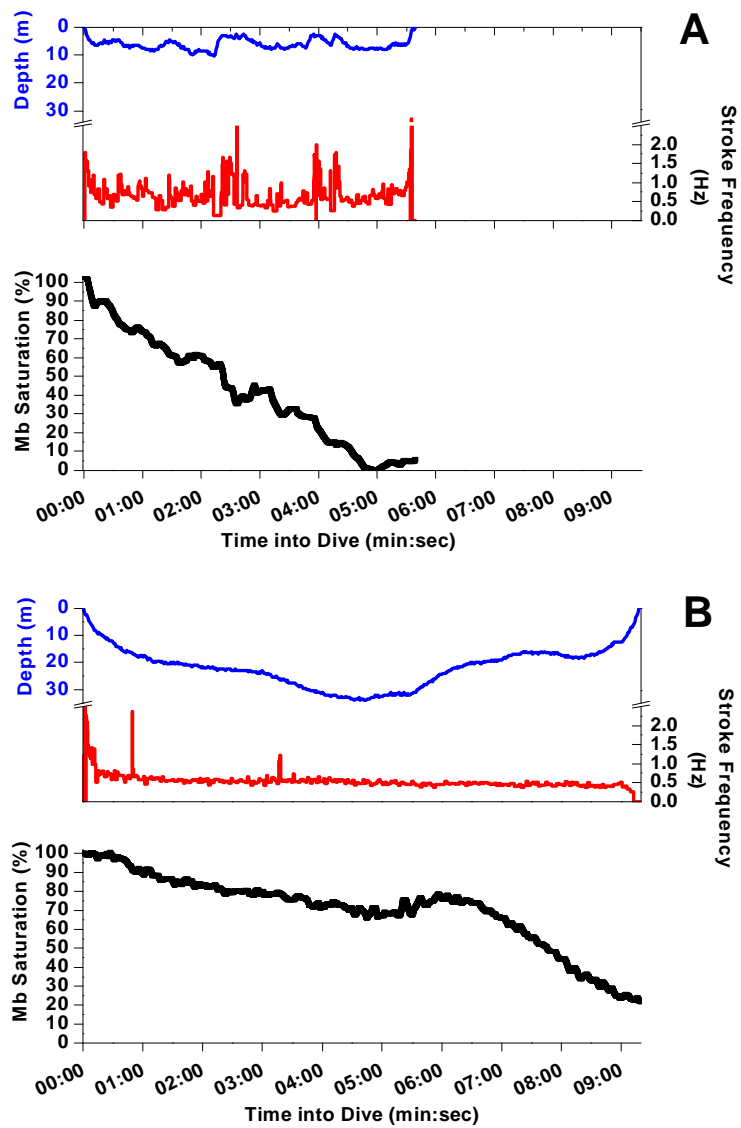 A
Depth (m)
0
10
20
30
Stroke Frequency
(Hz)
2.0
1.5
1.0
0.5
0.0
Mb Saturation (%)
100
90
80
70
60
50
40
30
20
10
0
00:00 01:00 02:00 03:00 04:00 05:00 06:00 07:00 08:00 09:00
Time into Dive (min:sec)
B
Depth (m)
0
10
20
30
Stroke Frequency
(Hz)
2.0
1.5
1.0
0.5
0.0
Mb Saturation (%)
100
90
80
70
60
50
40
30
20
10
0
00:00 01:00 02:00 03:00 04:00 05:00 06:00 07:00 08:00 09:00
Time into Dive (min:sec)